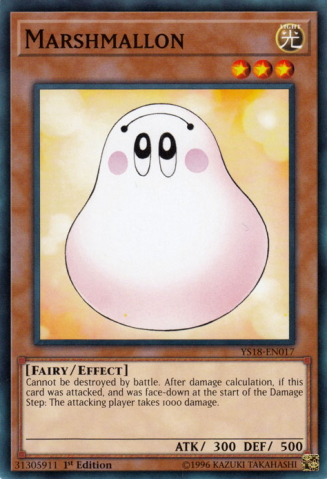 MARSHMALLON
LIGHT
光
YS18-EN017
[FAIRY/EFFECT]
Cannot be destroyed by battle. After damage calculation, if this
card was attacked, and was face-down at the start of the Damage
Step: The attacking player takes 1000 damage.
ATK/ 300 DEF/ 500
31305911 1st Edition ©1996 KAZUKI TAKAHASHI